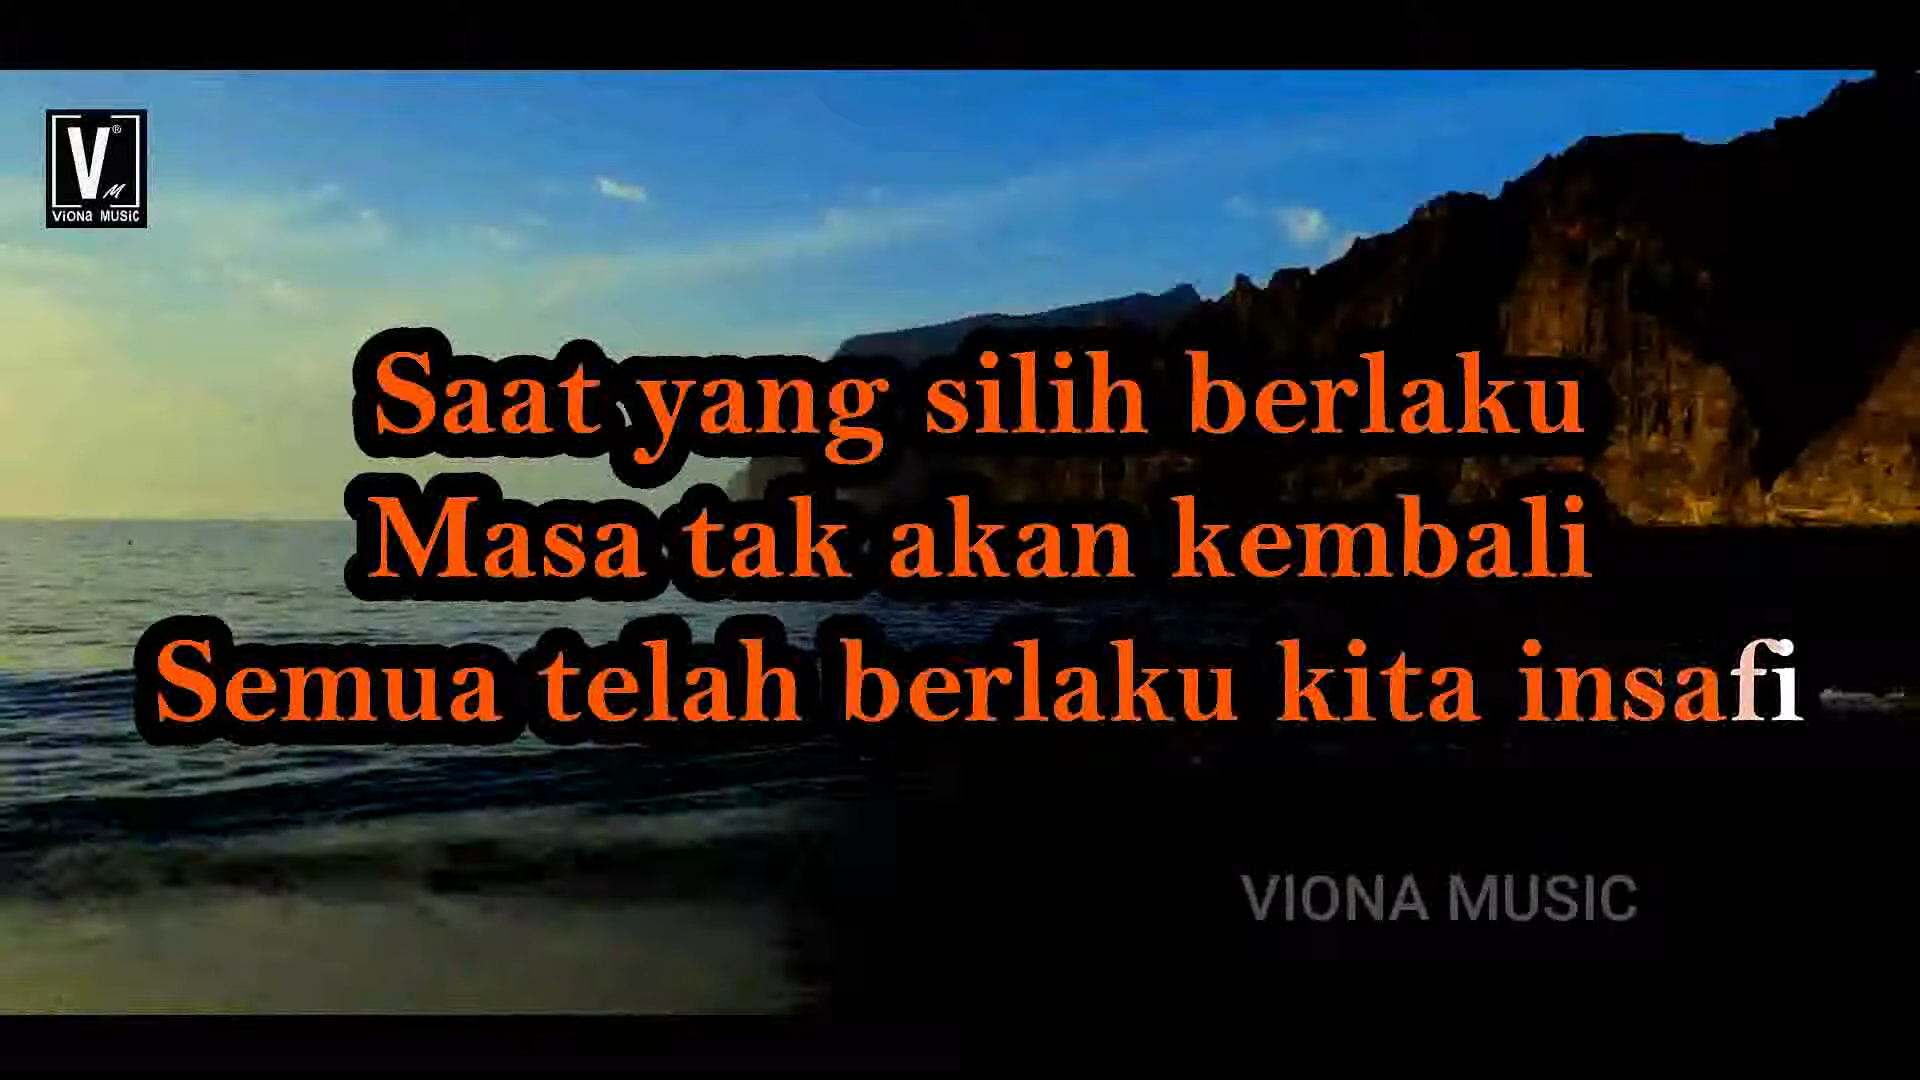 V® M
ViONa MUSIC
Saat yang silih berlaku
Masa tak akan kembali
Semua telah berlaku kita insafi
VIONA MUSIC